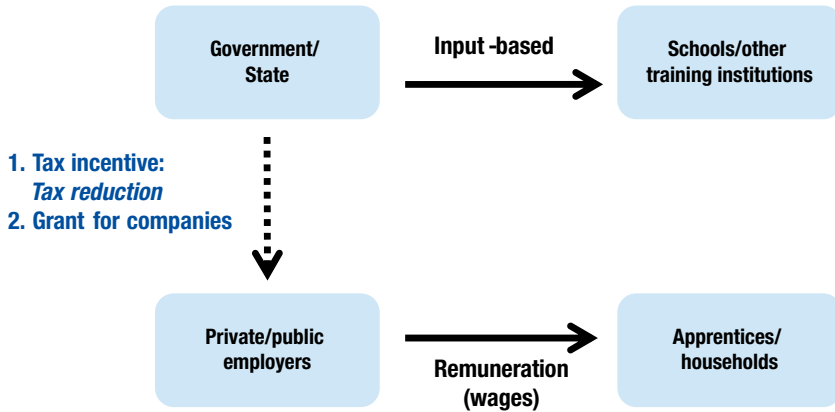 Government/
State
Input -based
Schools/other
training institutions
1. Tax incentive:
Tax reduction
2. Grant for companies
Private/public
employers
Remuneration
(wages)
Apprentices/
households